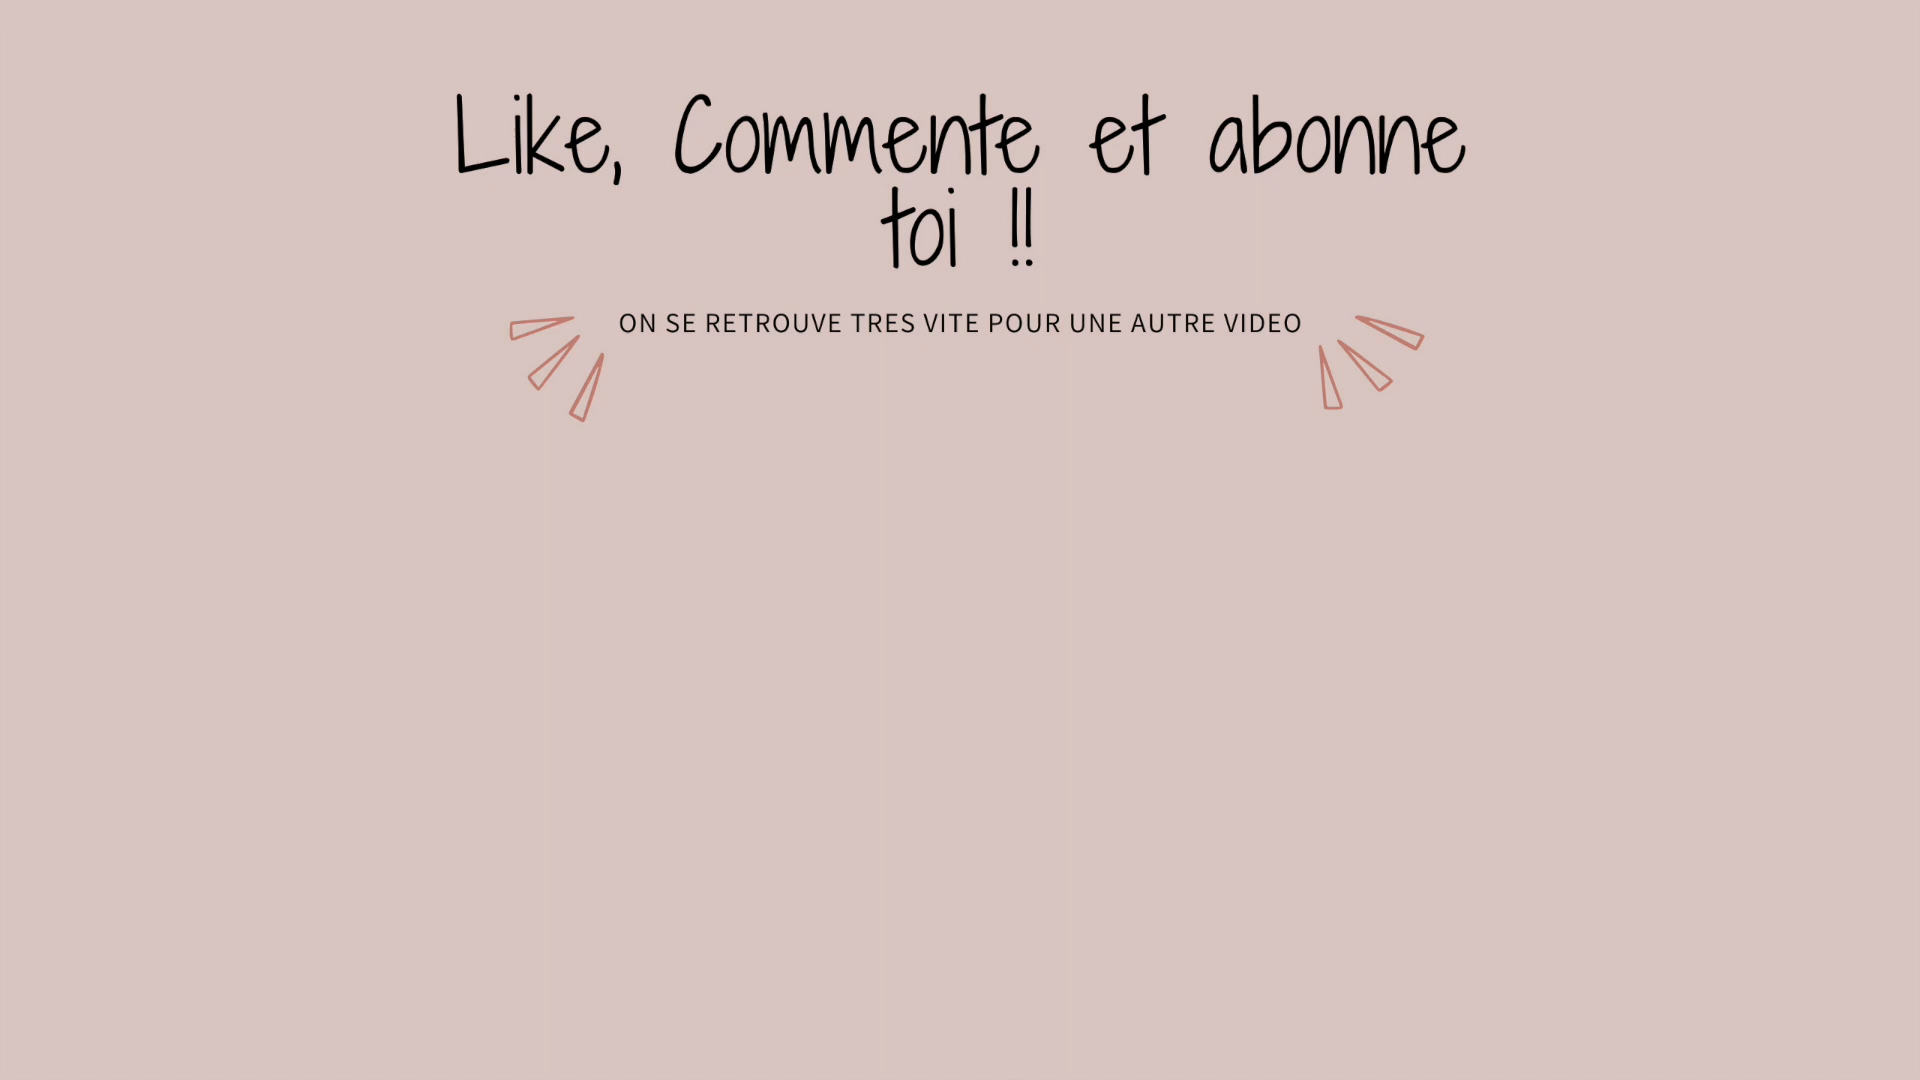 Like, Commente et abonne
toi !!
ON SE RETROUVE TRES VITE POUR UNE AUTRE VIDEO